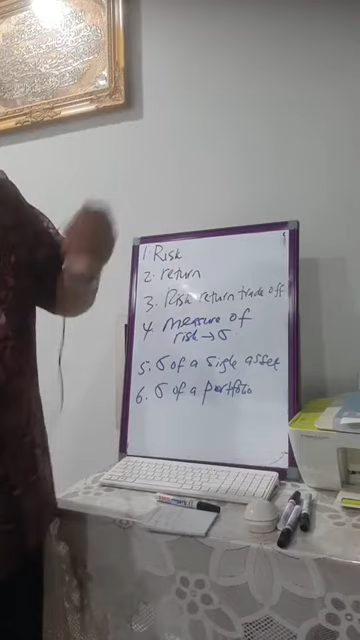 1. Risk
2. return
3. Risk return trade off
4. measure of
risk → σ
5. σ of a single asset
6. σ of a portfolio